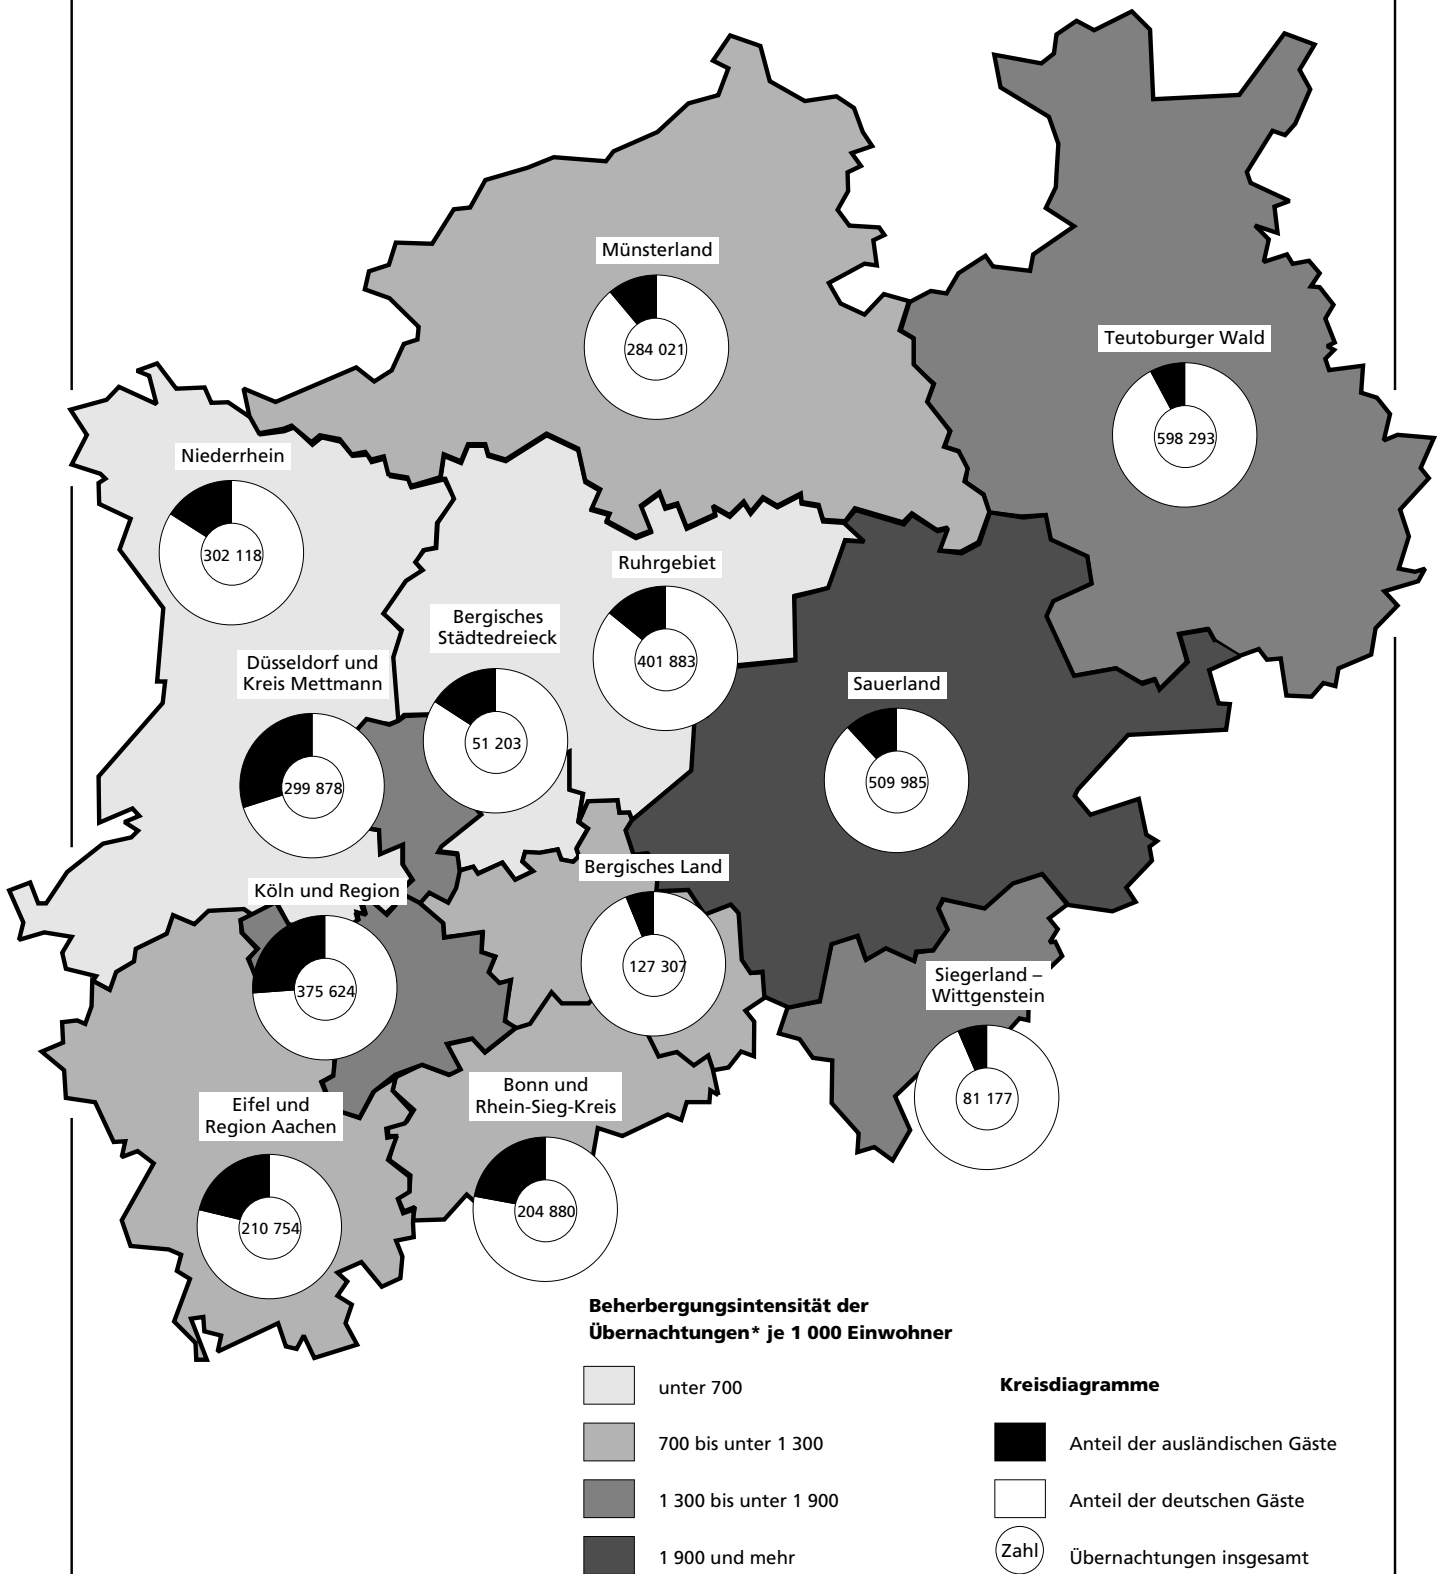 Münsterland
284 021
Teutoburger Wald
598 293
Niederrhein
302 118
Ruhrgebiet
401 883
Bergisches
Städtedreieck
51 203
Düsseldorf und
Kreis Mettmann
299 878
Sauerland
509 985
Bergisches Land
127 307
Köln und Region
375 624
Siegerland –
Wittgenstein
81 177
Bonn und
Rhein-Sieg-Kreis
204 880
Eifel und
Region Aachen
210 754
Beherbergungsintensität der
Übernachtungen* je 1 000 Einwohner
unter 700
700 bis unter 1 300
1 300 bis unter 1 900
1 900 und mehr
Kreisdiagramme
Anteil der ausländischen Gäste
Anteil der deutschen Gäste
Zahl Übernachtungen insgesamt